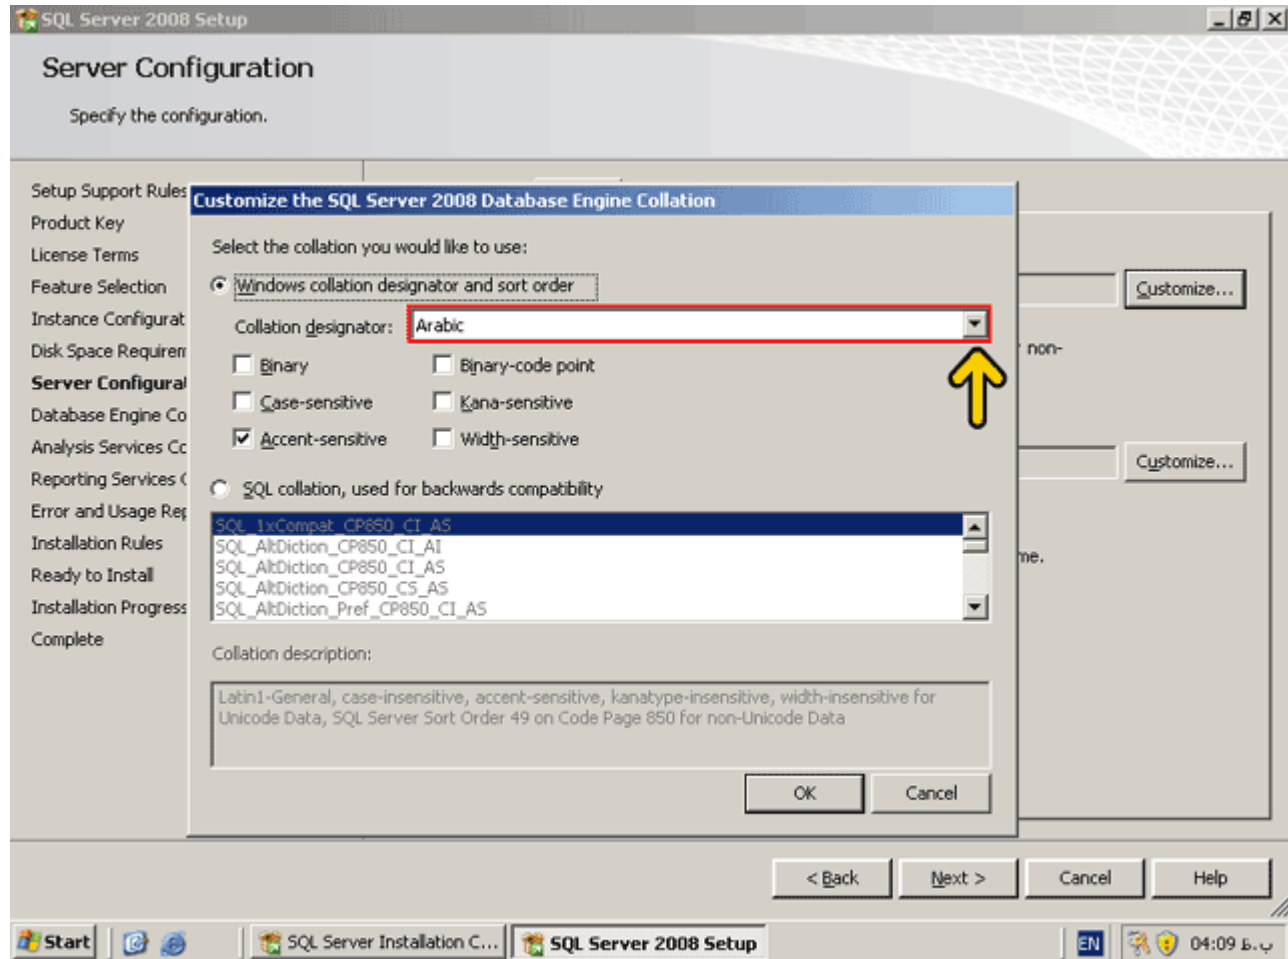 SQL Server 2008 Setup
Server Configuration
Specify the configuration.
Setup Support Rules
Product Key
License Terms
Feature Selection
Instance Configurat
Disk Space Requirem
Server Configurat
Database Engine Co
Analysis Services Co
Reporting Services C
Error and Usage Rep
Installation Rules
Ready to Install
Installation Progress
Complete
Customize the SQL Server 2008 Database Engine Collation
Select the collation you would like to use:
Windows collation designator and sort order
Collation designator: Arabic
Binary Binary-code point
Case-sensitive Kana-sensitive
Accent-sensitive Width-sensitive
SQL collation, used for backwards compatibility
SQL_1xCompat_CP850_CI_AS
SQL_AltDiction_CP850_CI_AI
SQL_AltDiction_CP850_CI_AS
SQL_AltDiction_CP850_CS_AS
SQL_AltDiction_Pref_CP850_CI_AS
Collation description:
Latin1-General, case-insensitive, accent-sensitive, kanatype-insensitive, width-insensitive for
Unicode Data, SQL Server Sort Order 49 on Code Page 850 for non-Unicode Data
OK Cancel
Customize...
non-
Customize...
me.
< Back Next > Cancel Help
Start SQL Server Installation C... SQL Server 2008 Setup EN 04:09 ب.ظ